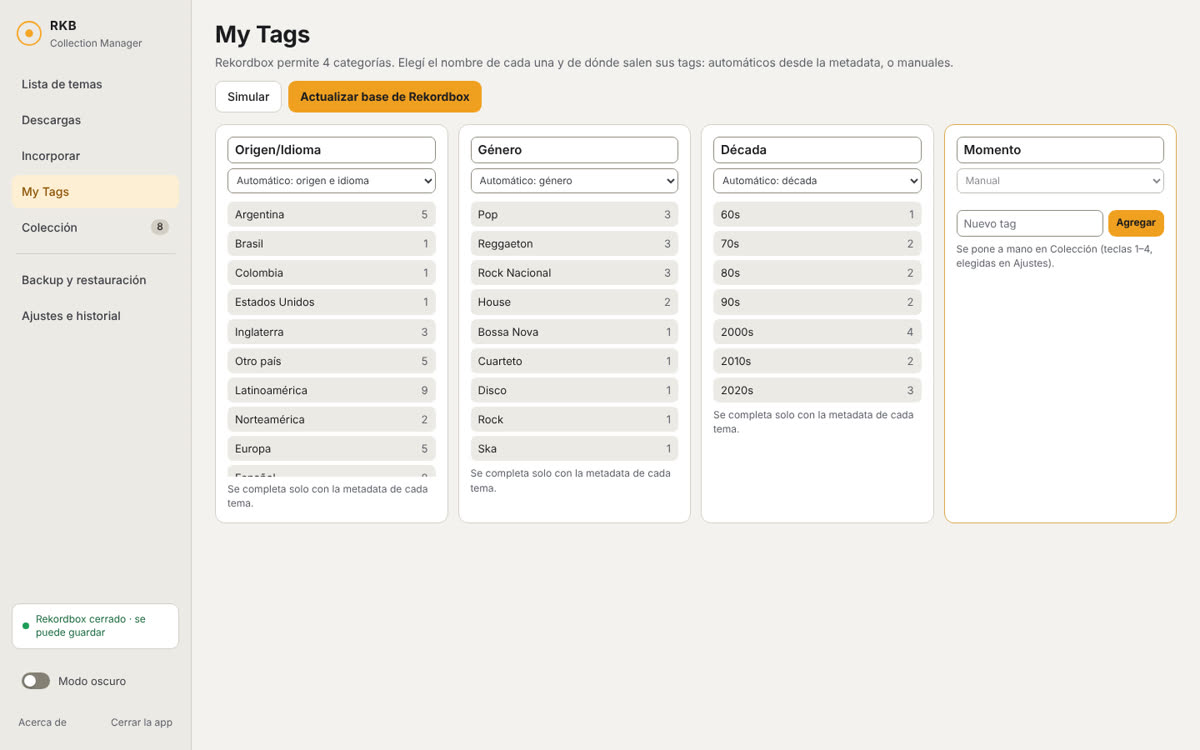 RKB
Collection Manager
Lista de temas
Descargas
Incorporar
My Tags
Colección 8
Backup y restauración
Ajustes e historial
Rekordbox cerrado · se
puede guardar
Modo oscuro
Acerca de Cerrar la app
My Tags
Rekordbox permite 4 categorías. Elegí el nombre de cada una y de dónde salen sus tags: automáticos desde la metadata, o manuales.
Simular Actualizar base de Rekordbox
Origen/Idioma
Automático: origen e idioma
Argentina 5
Brasil 1
Colombia 1
Estados Unidos 1
Inglaterra 3
Otro país 5
Latinoamérica 9
Norteamérica 2
Europa 5
Se completa solo con la metadata de cada
tema.
Género
Automático: género
Pop 3
Reggaeton 3
Rock Nacional 3
House 2
Bossa Nova 1
Cuarteto 1
Disco 1
Rock 1
Ska 1
Se completa solo con la metadata de cada
tema.
Década
Automático: década
60s 1
70s 2
80s 2
90s 2
2000s 4
2010s 2
2020s 3
Se completa solo con la metadata de cada
tema.
Momento
Manual
Nuevo tag Agregar
Se pone a mano en Colección (teclas 1–4,
elegidas en Ajustes).